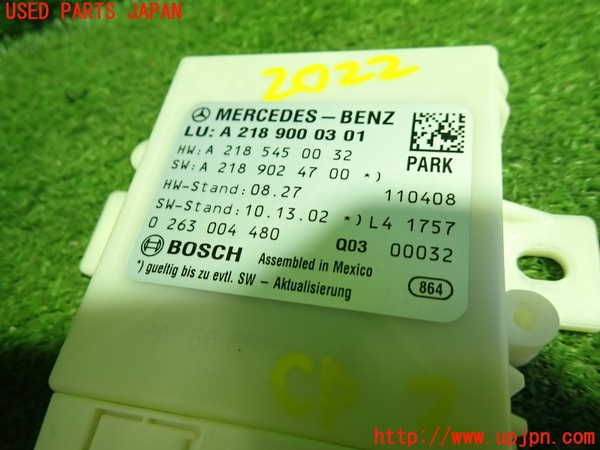 USED PARTS JAPAN
2022
MERCEDES-BENZ
LU: A 218 900 03 01
PARK
HW: A 218 545 00 32
SW: A 218 902 47 00 *)
HW-Stand: 08.27
110408
SW-Stand: 10.13.02 *) L4 1757
0 263 004 480
Q03 00032
BOSCH
Assembled in Mexico
*) gueltig bis zu evtl. SW - Aktualisierung
864
CP
http://www.upjpn.com/